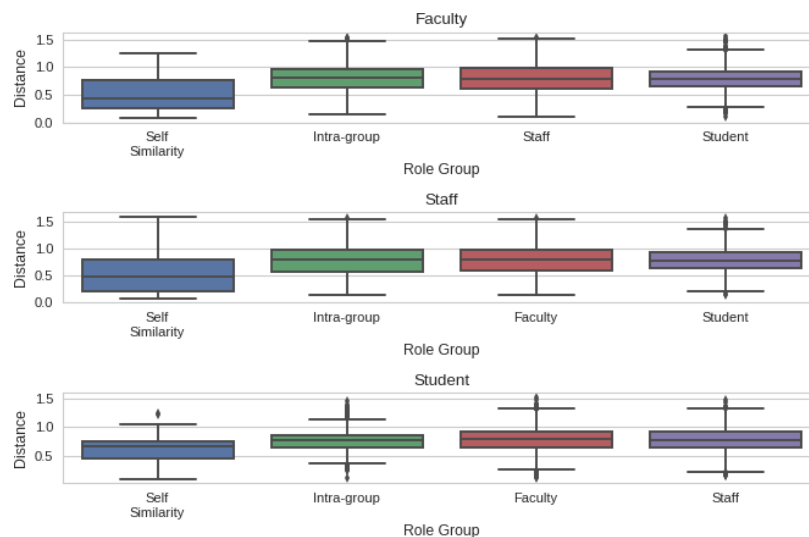 Faculty
Distance
1.5
1.0
0.5
0.0
Self
Similarity
Intra-group
Staff
Student
Role Group
Staff
Distance
1.5
1.0
0.5
0.0
Self
Similarity
Intra-group
Faculty
Student
Role Group
Student
Distance
1.5
1.0
0.5
Self
Similarity
Intra-group
Faculty
Staff
Role Group